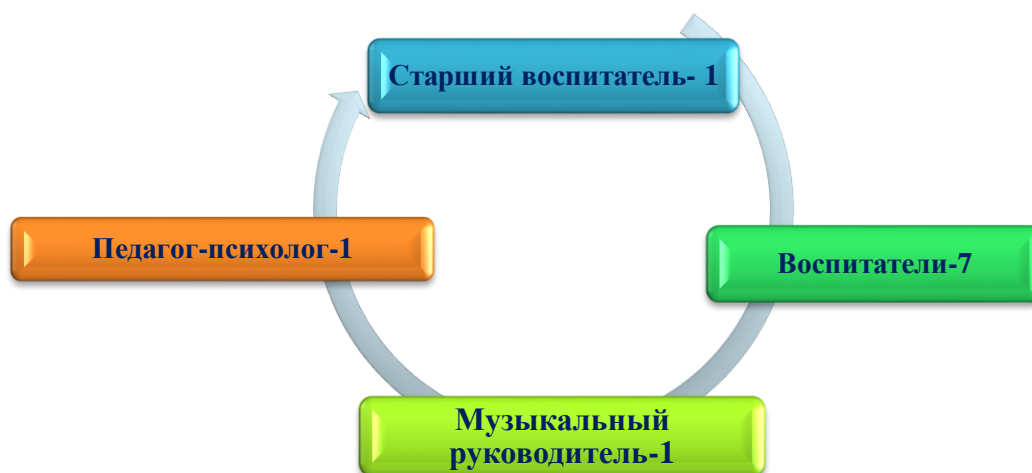 Старший воспитатель- 1
Педагог-психолог-1
Воспитатели-7
Музыкальный
руководитель-1